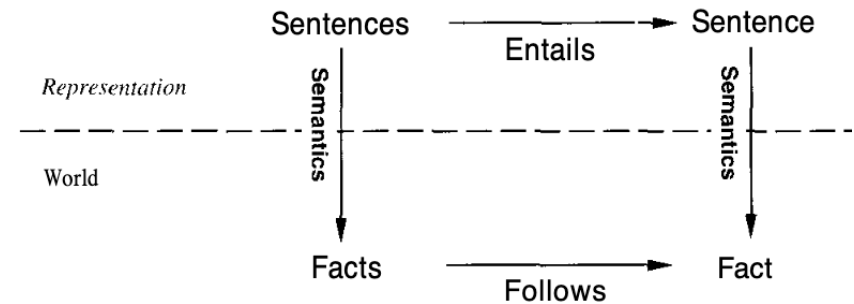 Sentences
Sentence
Entails
Semantics
Semantics
Representation
World
Facts
Fact
Follows